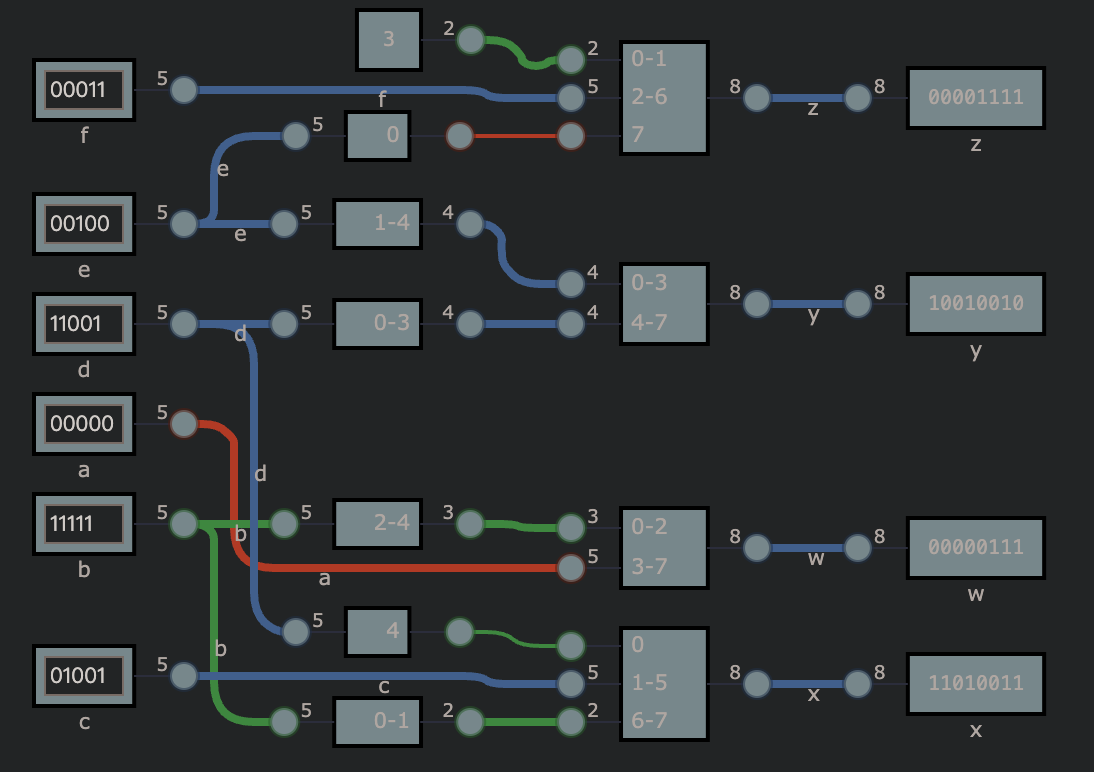 3 2 2 0-1
00011 5 f 5 2-6 8 z 8 00001111
f e 5 0 7 z
00100 5 e 5 1-4 4
e 4 0-3 8 y 8 10010010
11001 5 d 5 0-3 4 4 4-7 y
d
00000 5
a d
11111 5 b 5 2-4 3 3 0-2 8 w 8 00000111
b a 5 3-7 w
5 4 0
01001 5 b c 5 1-5 8 x 8 11010011
c 5 0-1 2 2 6-7 x